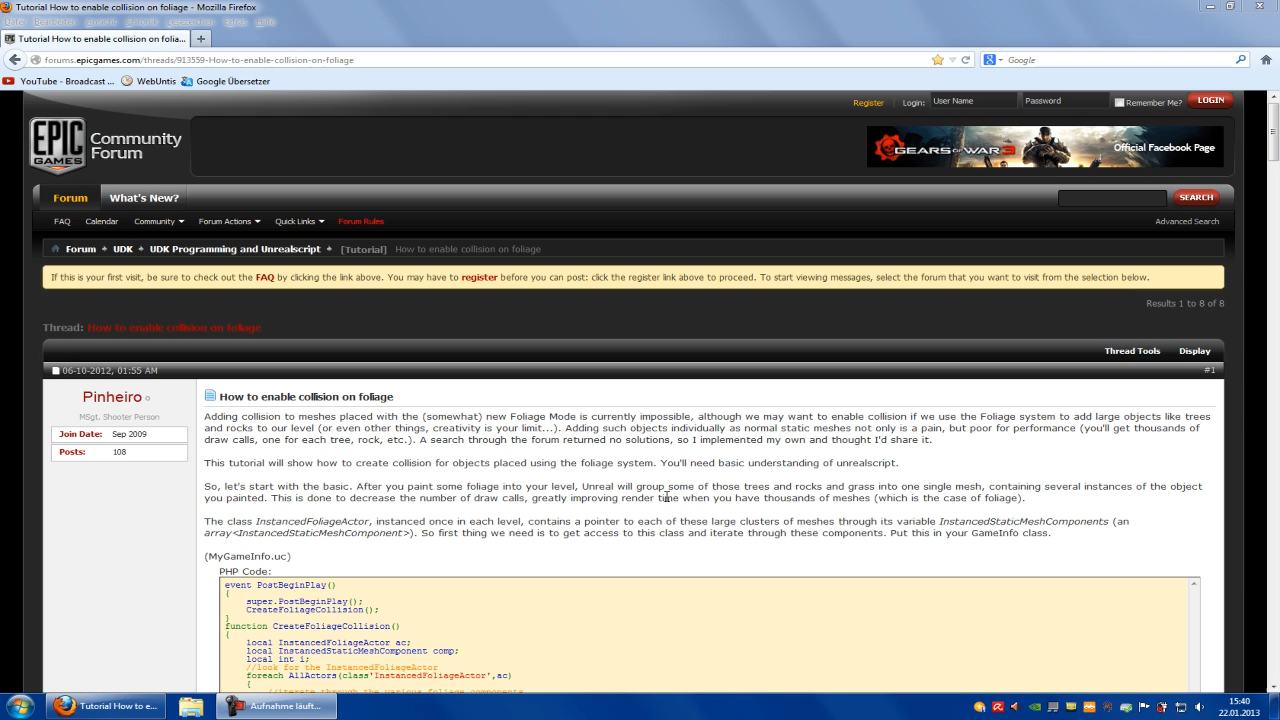 Tutorial How to enable collision on foliage - Mozilla Firefox
Datei Bearbeiten Ansicht Chronik Lesezeichen Extras Hilfe
Tutorial How to enable collision on folia...
forums.epicgames.com/threads/913559-How-to-enable-collision-on-foliage
Google
YouTube - Broadcast ... WebUntis Google Übersetzer
Register Login: User Name Password Remember Me? LOGIN
EPIC GAMES
Community Forum
GEARS OF WAR 3 Official Facebook Page
Forum What's New? SEARCH
FAQ Calendar Community Forum Actions Quick Links Forum Rules Advanced Search
Forum UDK UDK Programming and Unrealscript [Tutorial] How to enable collision on foliage
If this is your first visit, be sure to check out the FAQ by clicking the link above. You may have to register before you can post: click the register link above to proceed. To start viewing messages, select the forum that you want to visit from the selection below.
Results 1 to 8 of 8
Thread: How to enable collision on foliage
Thread Tools Display
06-10-2012, 01:55 AM #1
Pinheiro
MSgt. Shooter Person
Join Date: Sep 2009
Posts: 108
How to enable collision on foliage
Adding collision to meshes placed with the (somewhat) new Foliage Mode is currently impossible, although we may want to enable collision if we use the Foliage system to add large objects like trees
and rocks to our level (or even other things, creativity is your limit...). Adding such objects individually as normal static meshes not only is a pain, but poor for performance (you'll get thousands of
draw calls, one for each tree, rock, etc.). A search through the forum returned no solutions, so I implemented my own and thought I'd share it.
This tutorial will show how to create collision for objects placed using the foliage system. You'll need basic understanding of unrealscript.
So, let's start with the basic. After you paint some foliage into your level, Unreal will group some of those trees and rocks and grass into one single mesh, containing several instances of the object
you painted. This is done to decrease the number of draw calls, greatly improving render time when you have thousands of meshes (which is the case of foliage).
The class InstancedFoliageActor, instanced once in each level, contains a pointer to each of these large clusters of meshes through its variable InstancedStaticMeshComponents (an
array<InstancedStaticMeshComponent>). So first thing we need is to get access to this class and iterate through these components. Put this in your GameInfo class.
(MyGameInfo.uc)
PHP Code:
event PostBeginPlay()
{
super.PostBeginPlay();
CreateFoliageCollision();
}
function CreateFoliageCollision()
{
local InstancedFoliageActor ac;
local InstancedStaticMeshComponent comp;
local int i;
//look for the InstancedFoliageActor
foreach AllActors(class'InstancedFoliageActor',ac)
{
//iterate through the various foliage components
Tutorial How to e... Aufnahme läuft...
15:40
22.01.2013